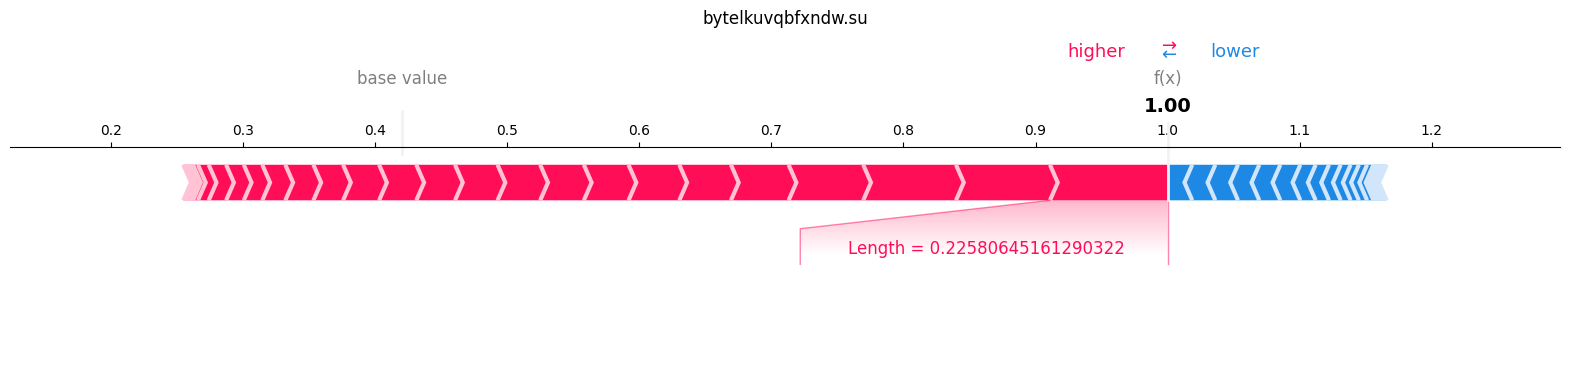 bytelkuvqbfxndw.su
higher ⇄ lower
base value f(x)
1.00
0.2 0.3 0.4 0.5 0.6 0.7 0.8 0.9 1.0 1.1 1.2
Length = 0.22580645161290322